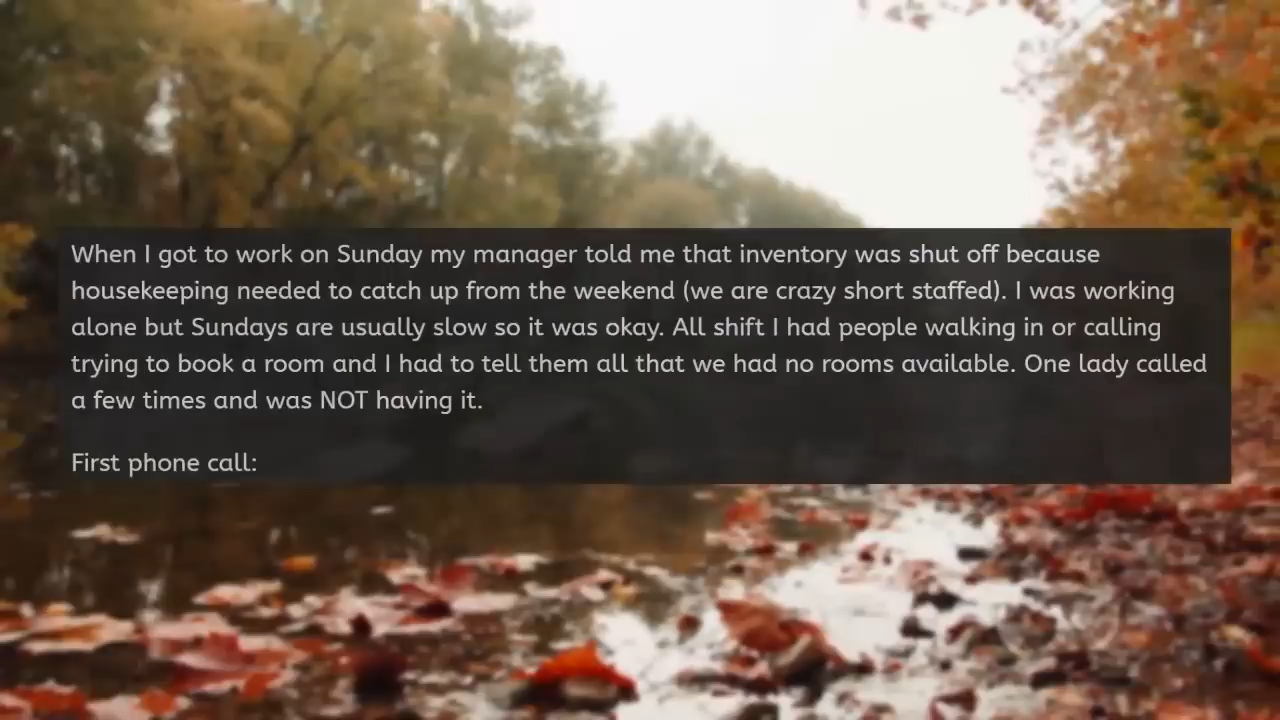 When I got to work on Sunday my manager told me that inventory was shut off because
housekeeping needed to catch up from the weekend (we are crazy short staffed). I was working
alone but Sundays are usually slow so it was okay. All shift I had people walking in or calling
trying to book a room and I had to tell them all that we had no rooms available. One lady called
a few times and was NOT having it.
First phone call: